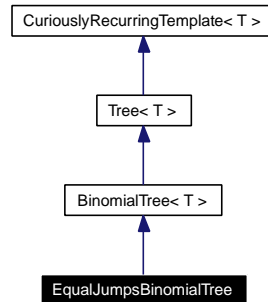 CuriouslyRecurringTemplate< T >
Tree< T >
BinomialTree< T >
EqualJumpsBinomialTree